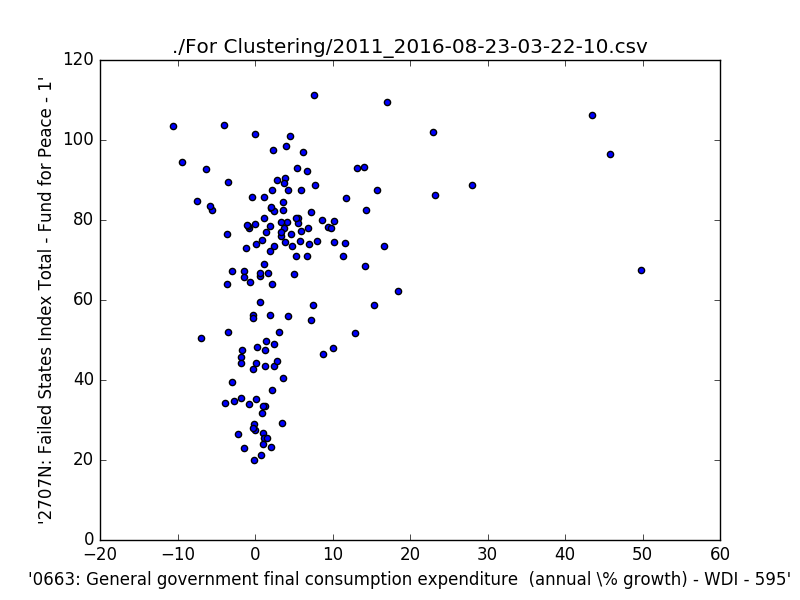 ./For Clustering/2011_2016-08-23-03-22-10.csv
120
100
80
60
40
20
0
'2707N: Failed States Index Total - Fund for Peace - 1'
−20 −10 0 10 20 30 40 50 60
'0663: General government final consumption expenditure  (annual \% growth) - WDI - 595'